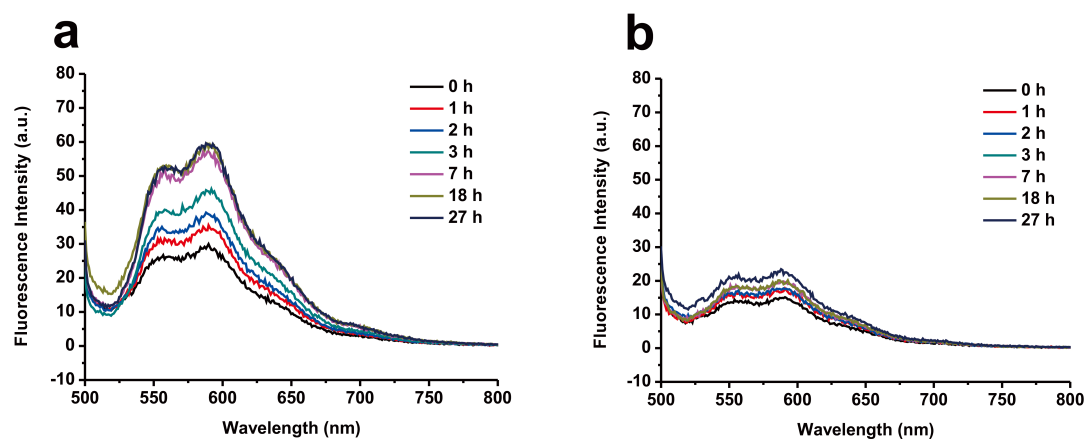 a
80
70
60
50
40
30
20
10
0
-10
500 550 600 650 700 750 800
Fluorescence Intensity (a.u.)
Wavelength (nm)
0 h
1 h
2 h
3 h
7 h
18 h
27 h
b
80
70
60
50
40
30
20
10
0
-10
500 550 600 650 700 750 800
Fluorescence Intensity (a.u.)
Wavelength (nm)
0 h
1 h
2 h
3 h
7 h
18 h
27 h